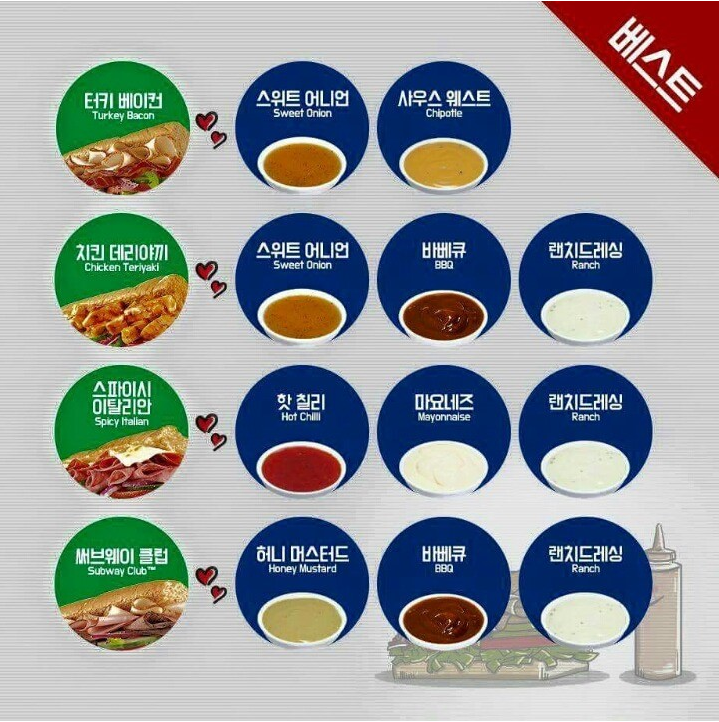 베스트
터키 베이컨
Turkey Bacon
스위트 어니언
Sweet Onion
사우스 웨스트
Chipotle
치킨 데리야끼
Chicken Teriyaki
스위트 어니언
Sweet Onion
바베큐
BBQ
랜치드레싱
Ranch
스파이시
이탈리안
Spicy Italian
핫 칠리
Hot Chilli
마요네즈
Mayonnaise
랜치드레싱
Ranch
써브웨이 클럽
Subway Club™
허니 머스터드
Honey Mustard
바베큐
BBQ
랜치드레싱
Ranch